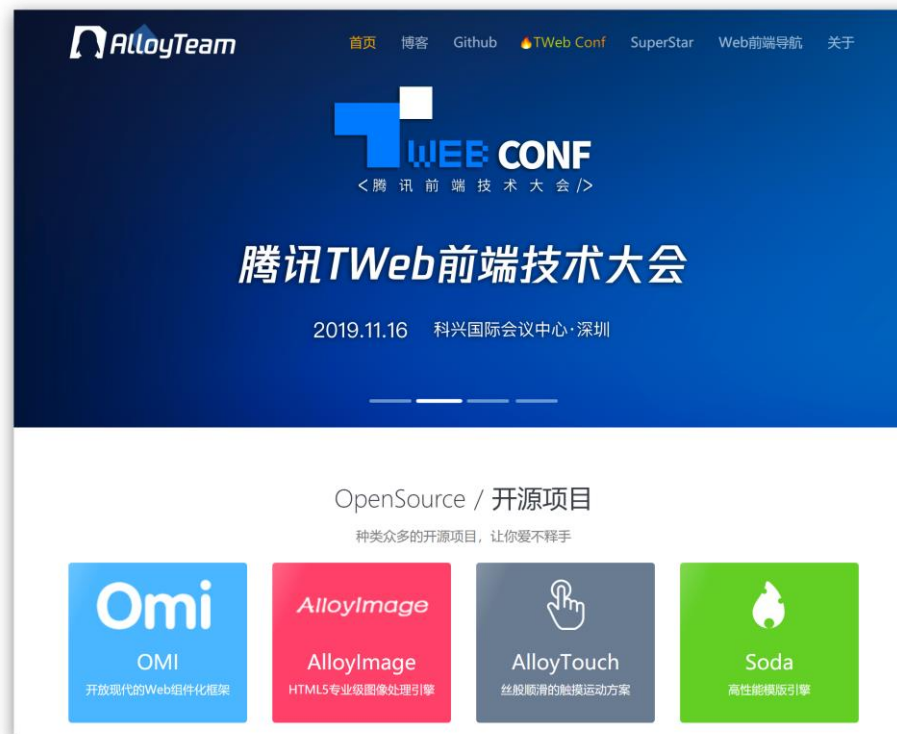 AlloyTeam
首页 博客 Github TWeb Conf SuperStar Web前端导航 关于
WEB CONF
<腾讯前端技术大会/>
腾讯TWeb前端技术大会
2019.11.16 科兴国际会议中心·深圳
OpenSource / 开源项目
种类众多的开源项目，让你爱不释手
Omi
OMI
开放现代的Web组件化框架
AlloyImage
AlloyImage
HTML5专业级图像处理引擎
AlloyTouch
丝般顺滑的触摸运动方案
Soda
高性能模版引擎